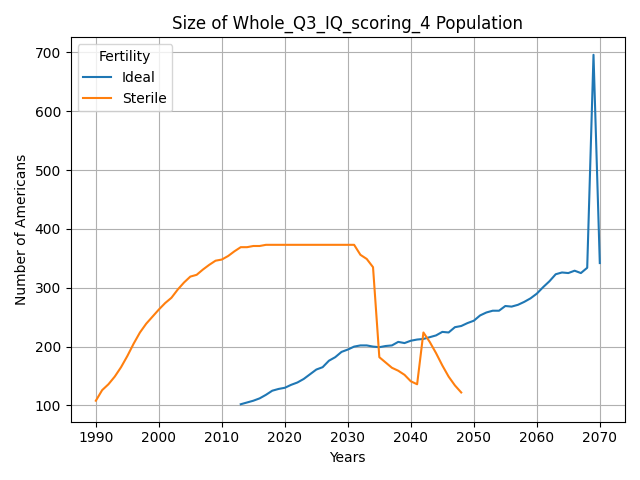 Size of Whole_Q3_IQ_scoring_4 Population
Fertility
Ideal
Sterile
700
600
500
400
300
200
100
Number of Americans
1990 2000 2010 2020 2030 2040 2050 2060 2070
Years